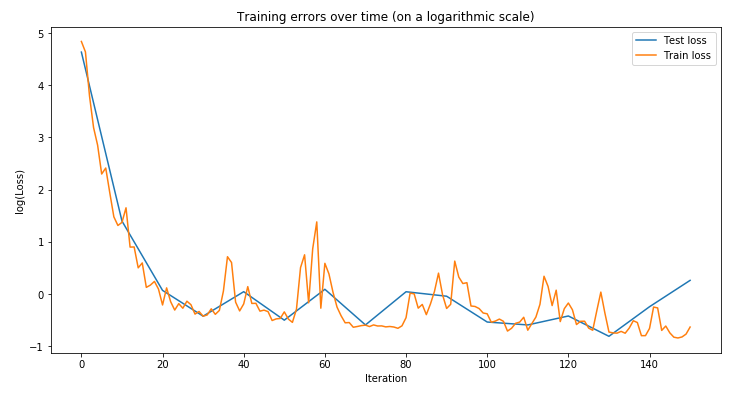 Training errors over time (on a logarithmic scale)
Test loss
Train loss
log(Loss)
5
4
3
2
1
0
−1
0 20 40 60 80 100 120 140
Iteration